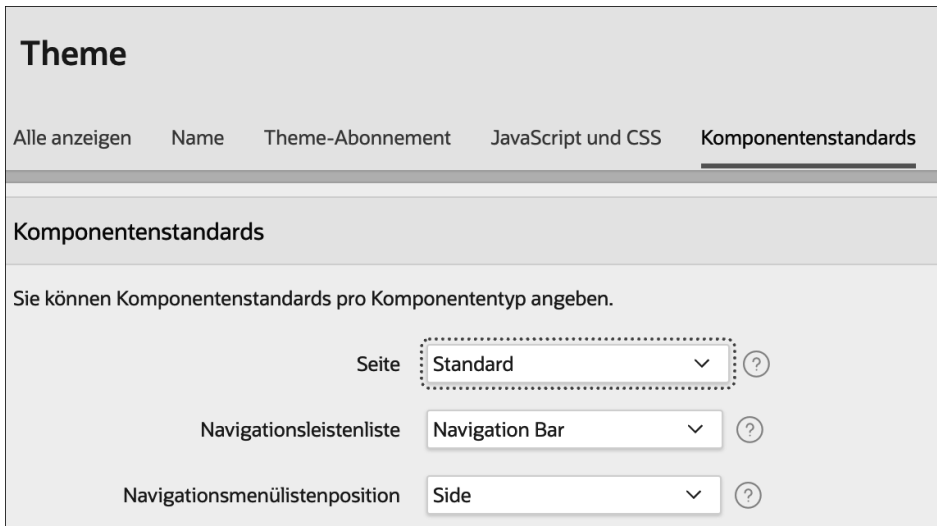 Theme
Alle anzeigen Name Theme-Abonnement JavaScript und CSS Komponentenstandards
Komponentenstandards
Sie können Komponentenstandards pro Komponententyp angeben.
Seite Standard ?
Navigationsleistenliste Navigation Bar ?
Navigationsmenülistenposition Side ?